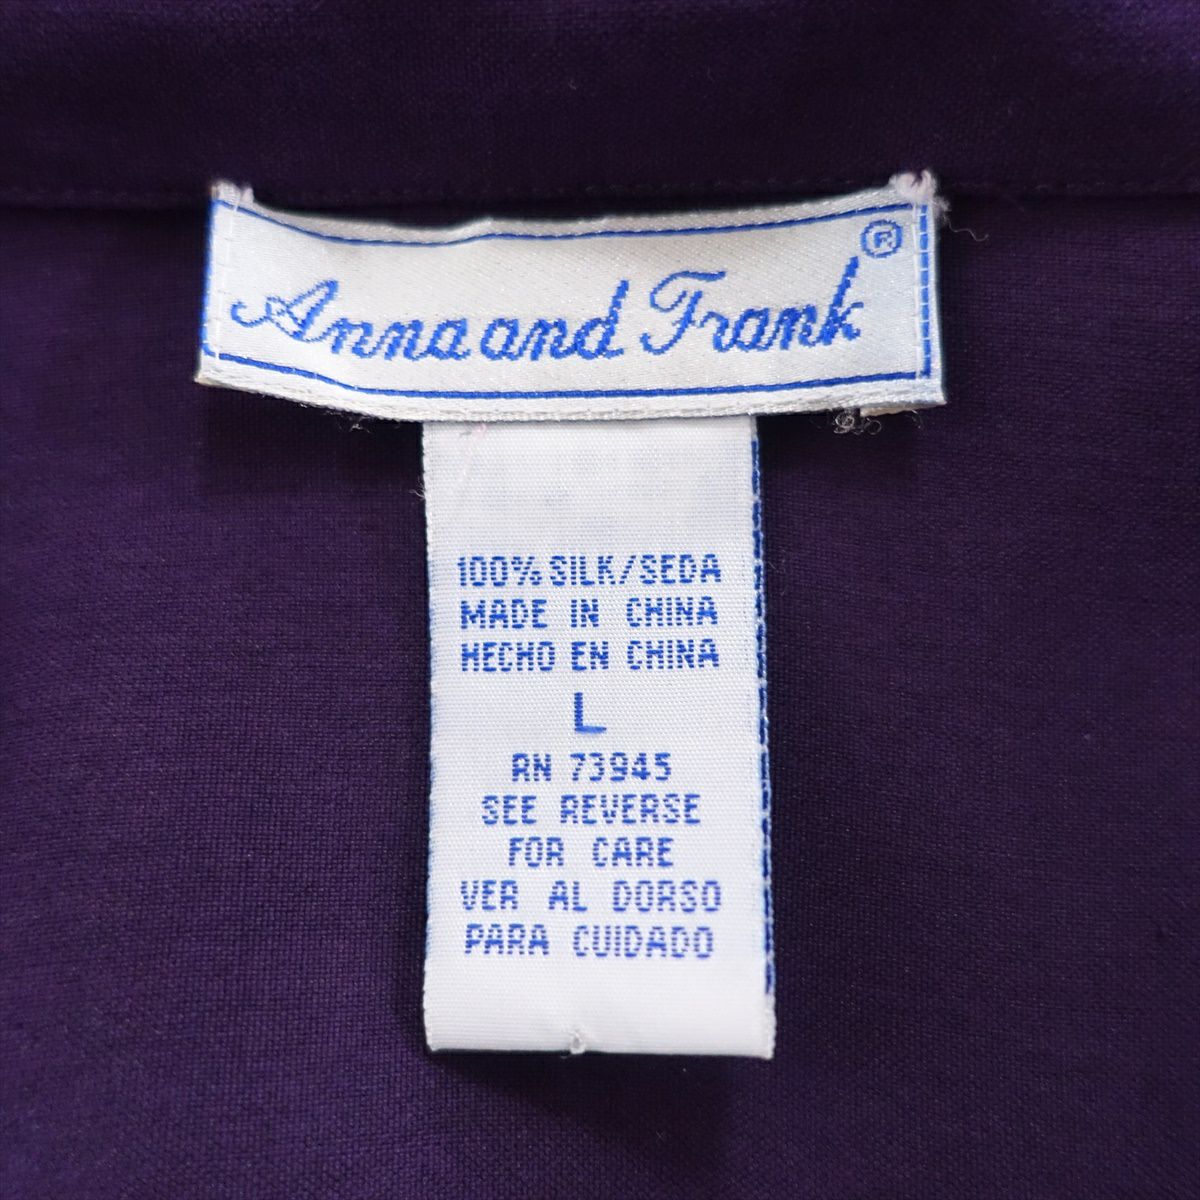 Anna and Frank®
100% SILK/SEDA
MADE IN CHINA
HECHO EN CHINA
L
RN 73945
SEE REVERSE
FOR CARE
VER AL DORSO
PARA CUIDADO